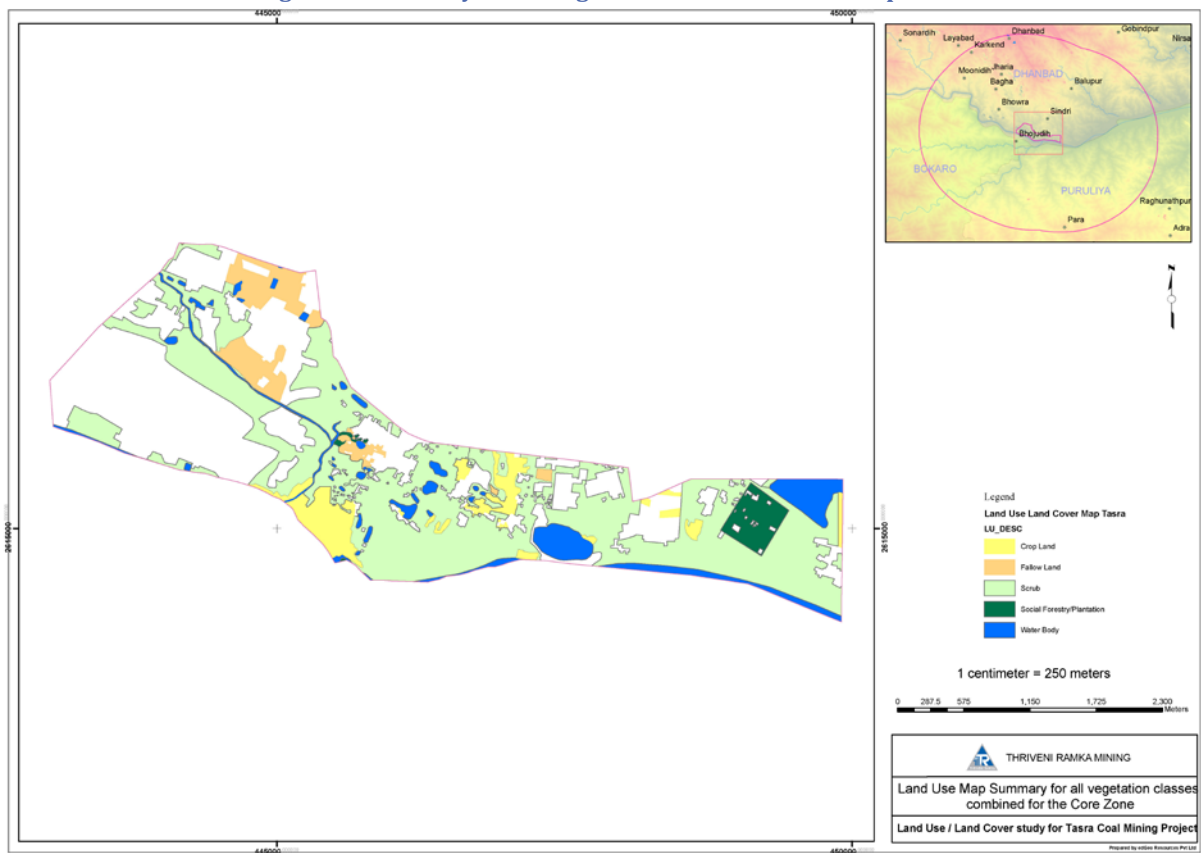 445000
450000
2615000
2615000
445000
450000
Sonardih
Layabad
Karkend
Dhanbad
Gobindpur
Nirsa
Moonidih
Jharia
DHANBAD
Bagha
Balupur
Bhowra
Sindri
Bhojudih
BOKARO
PURULIYA
Raghunathpur
Para
Adra
N
Legend
Land Use Land Cover Map Tasra
LU_DESC
Crop Land
Fallow Land
Scrub
Social Forestry/Plantation
Water Body
1 centimeter = 250 meters
0 287.5 575 1,150 1,725 2,300
Meters
THRIVENI RAMKA MINING
Land Use Map Summary for all vegetation classes
combined for the Core Zone
Land Use / Land Cover study for Tasra Coal Mining Project